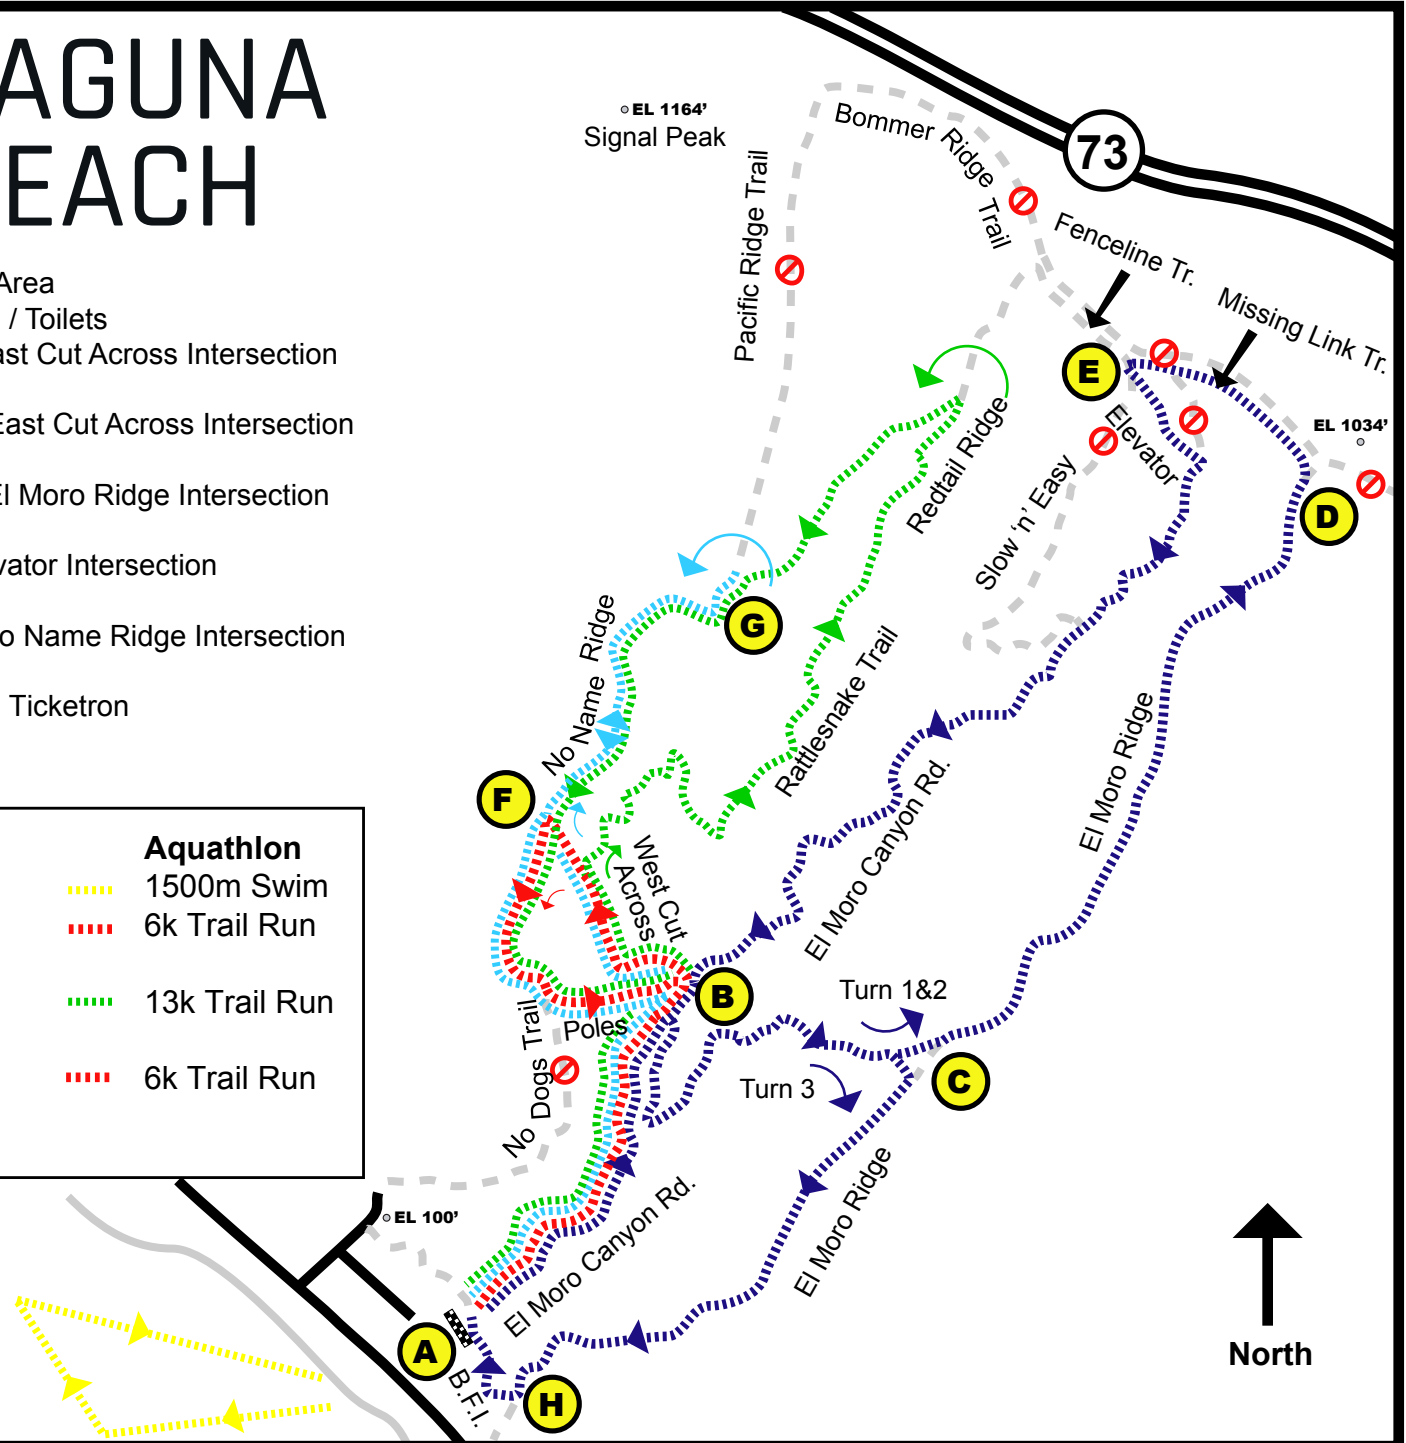 AGUNA
EACH
Area
/ Toilets
ast Cut Across Intersection
East Cut Across Intersection
El Moro Ridge Intersection
vator Intersection
o Name Ridge Intersection
Ticketron
Aquathlon
1500m Swim
6k Trail Run
13k Trail Run
6k Trail Run
EL 1164’
Signal Peak
Pacific Ridge Trail
Bommer Ridge Trail
73
Fenceline Tr.
Missing Link Tr.
E
EL 1034’
D
Elevator
Slow ‘n’ Easy
Redtail Ridge
G
No Name Ridge
Rattlesnake Trail
F
West Cut
Across
El Moro Canyon Rd.
El Moro Ridge
B
Turn 1&2
C
Turn 3
Poles
No Dogs Trail
El Moro Canyon Rd.
El Moro Ridge
EL 100’
A
B.F.I.
H
North